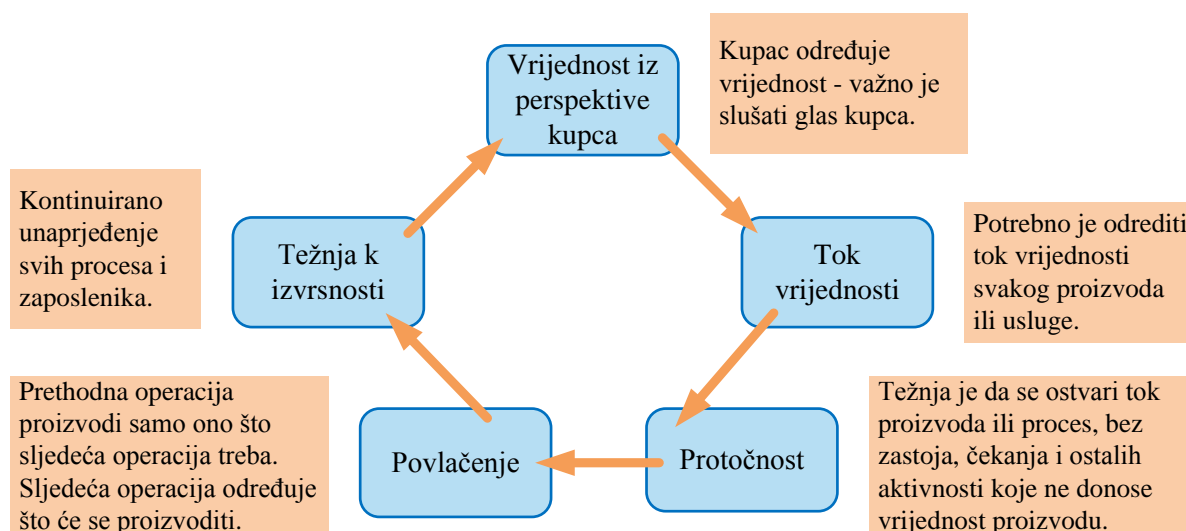 Vrijednost iz
perspektive
kupca
Kupac određuje
vrijednost - važno je
slušati glas kupca.
Tok
vrijednosti
Potrebno je odrediti
tok vrijednosti
svakog proizvoda
ili usluge.
Protočnost
Težnja je da se ostvari tok
proizvoda ili proces, bez
zastoja, čekanja i ostalih
aktivnosti koje ne donose
vrijednost proizvodu.
Povlačenje
Prethodna operacija
proizvodi samo ono što
sljedeća operacija treba.
Sljedeća operacija određuje
što će se proizvoditi.
Težnja k
izvrsnosti
Kontinuirano
unaprjeđenje
svih procesa i
zaposlenika.